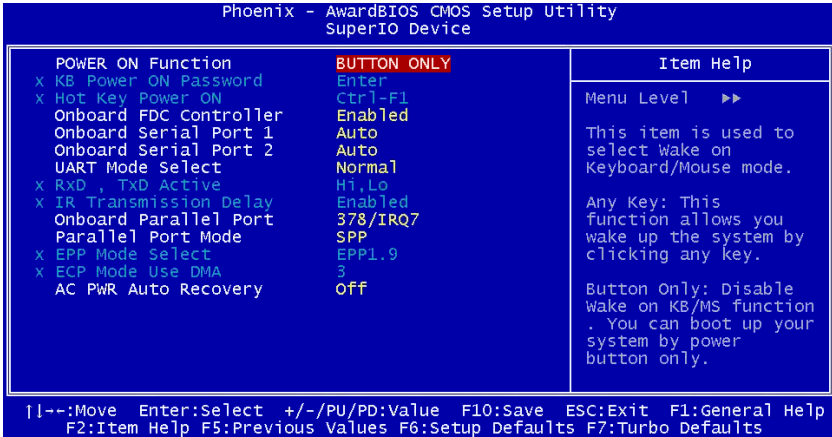 Phoenix - AwardBIOS CMOS Setup Utility
SuperIO Device
POWER ON Function BUTTON ONLY
x KB Power ON Password Enter
x Hot Key Power ON Ctrl-F1
Onboard FDC Controller Enabled
Onboard Serial Port 1 Auto
Onboard Serial Port 2 Auto
UART Mode Select Normal
x RxD , TxD Active Hi,Lo
x IR Transmission Delay Enabled
Onboard Parallel Port 378/IRQ7
Parallel Port Mode SPP
x EPP Mode Select EPP1.9
x ECP Mode Use DMA 3
AC PWR Auto Recovery Off
Item Help
Menu Level ▶▶
This item is used to
select Wake on
Keyboard/Mouse mode.
Any Key: This
function allows you
wake up the system by
clicking any key.
Button Only: Disable
Wake on KB/MS function
. You can boot up your
system by power
button only.
↑↓→←:Move Enter:Select +/-/PU/PD:Value F10:Save ESC:Exit F1:General Help
F2:Item Help F5:Previous Values F6:Setup Defaults F7:Turbo Defaults